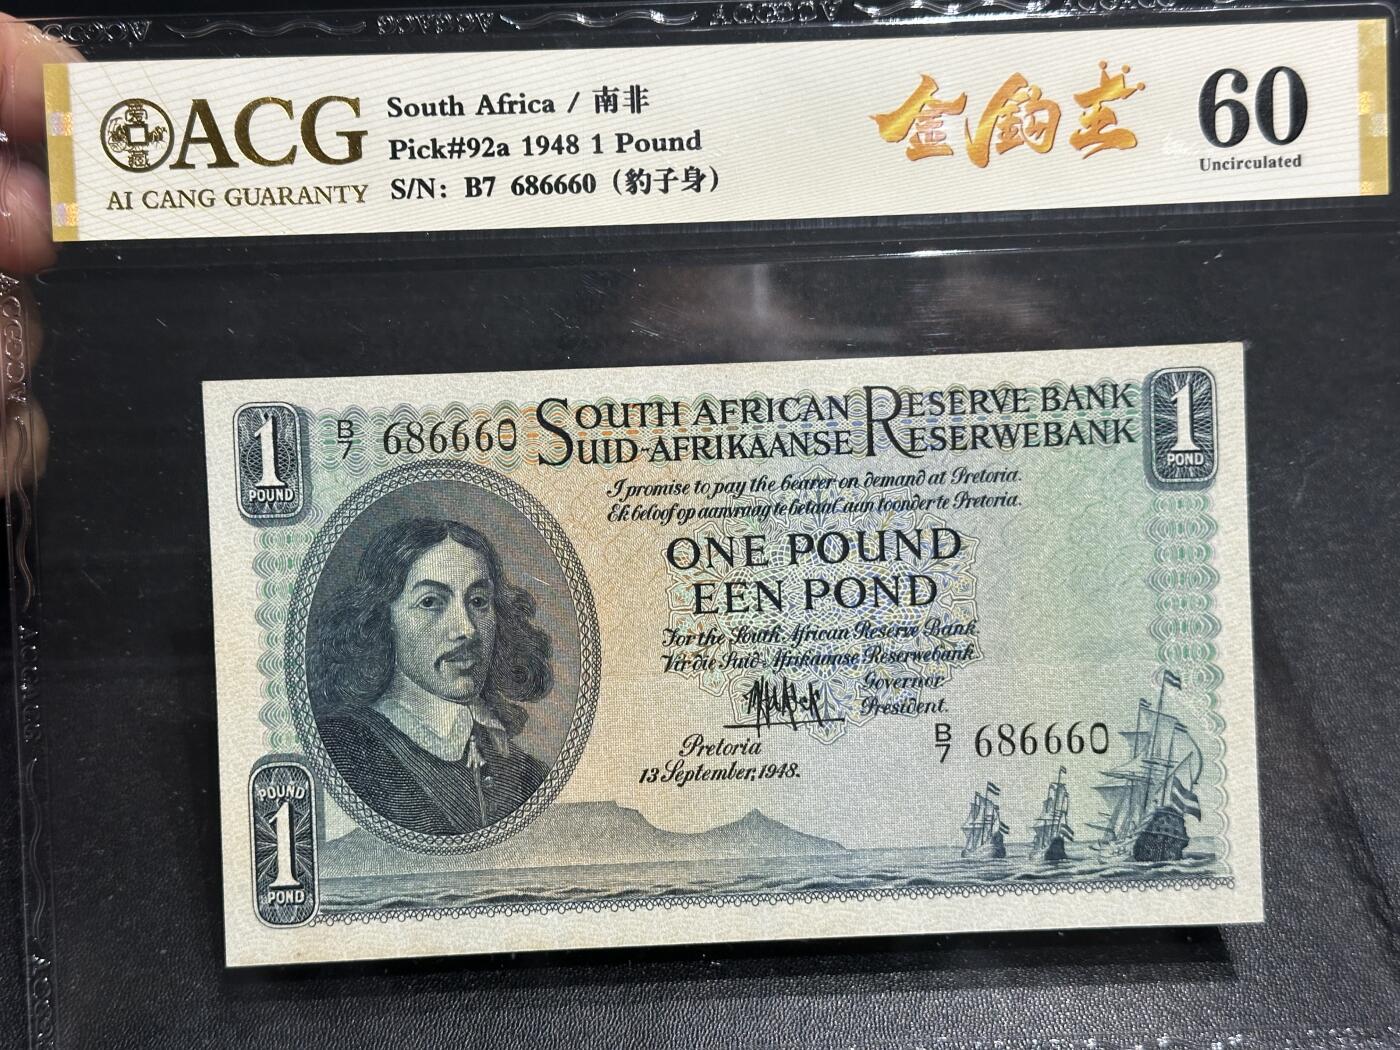 ACG
AI CANG GUARANTY
South Africa / 南非
Pick#92a 1948 1 Pound
S/N: B7 686660 (豹子身)
金鈎王
60
Uncirculated
1
POUND
B/7 686660
SOUTH AFRICAN RESERVE BANK
SUID-AFRIKAANSE RESERWEBANK
1
POND
I promise to pay the bearer on demand at Pretoria.
Ek beloof op aanvraag te betaal aan toonder te Pretoria.
ONE POUND
EEN POND
For the South African Reserve Bank
Vir die Suid-Afrikaanse Reserwebank
Governor
President.
Pretoria
13 September, 1948.
B/7 686660
POUND
1
POND